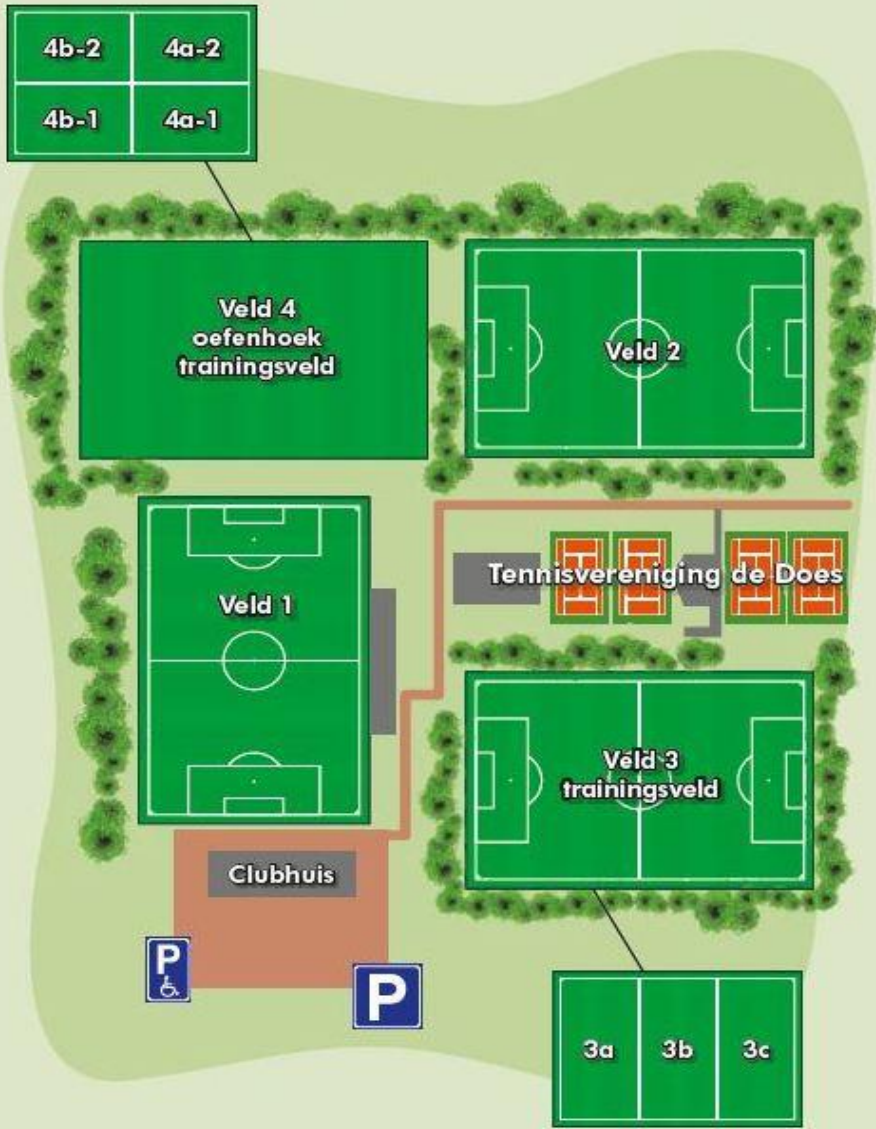 4b-2 4a-2
4b-1 4a-1
Veld 4
oefenhoek
trainingsveld
Veld 2
Veld 1
Tennisvereniging de Does
Veld 3
trainingsveld
Clubhuis
P
P
3a 3b 3c